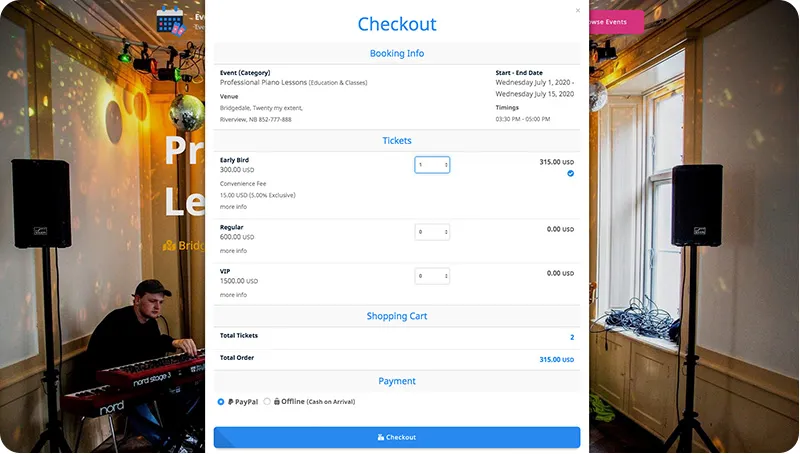 ×
Checkout
Booking Info
Event (Category)
Professional Piano Lessons (Education & Classes)
Venue
Bridgedale, Twenty my extent,
Riverview, NB 852-777-888
Start - End Date
Wednesday July 1, 2020 -
Wednesday July 15, 2020
Timings
03:30 PM - 05:00 PM
Tickets
Early Bird
300.00 USD
1
315.00 USD
Convenience Fee
15.00 USD (5.00% Exclusive)
more info
Regular
600.00 USD
0
0.00 USD
more info
VIP
1500.00 USD
0
0.00 USD
more info
Shopping Cart
Total Tickets 2
Total Order 315.00 USD
Payment
PayPal Offline (Cash on Arrival)
Checkout
Pr
Le
Bridg
owse Events
nord stage 3
nord